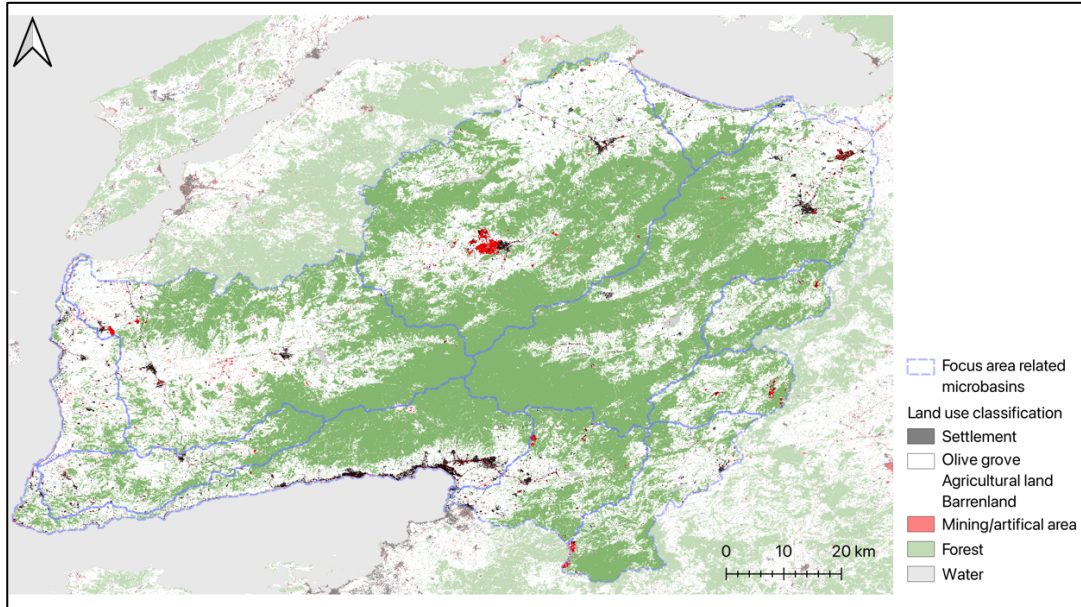 Focus area related
microbasins
Land use classification
Settlement
Olive grove
Agricultural land
Barrenland
Mining/artifical area
Forest
Water
0 10 20 km